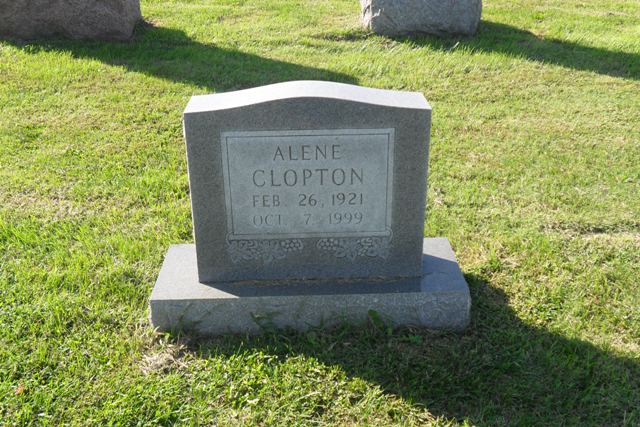 ALENE
CLOPTON
FEB. 26, 1921
OCT. 7, 1999